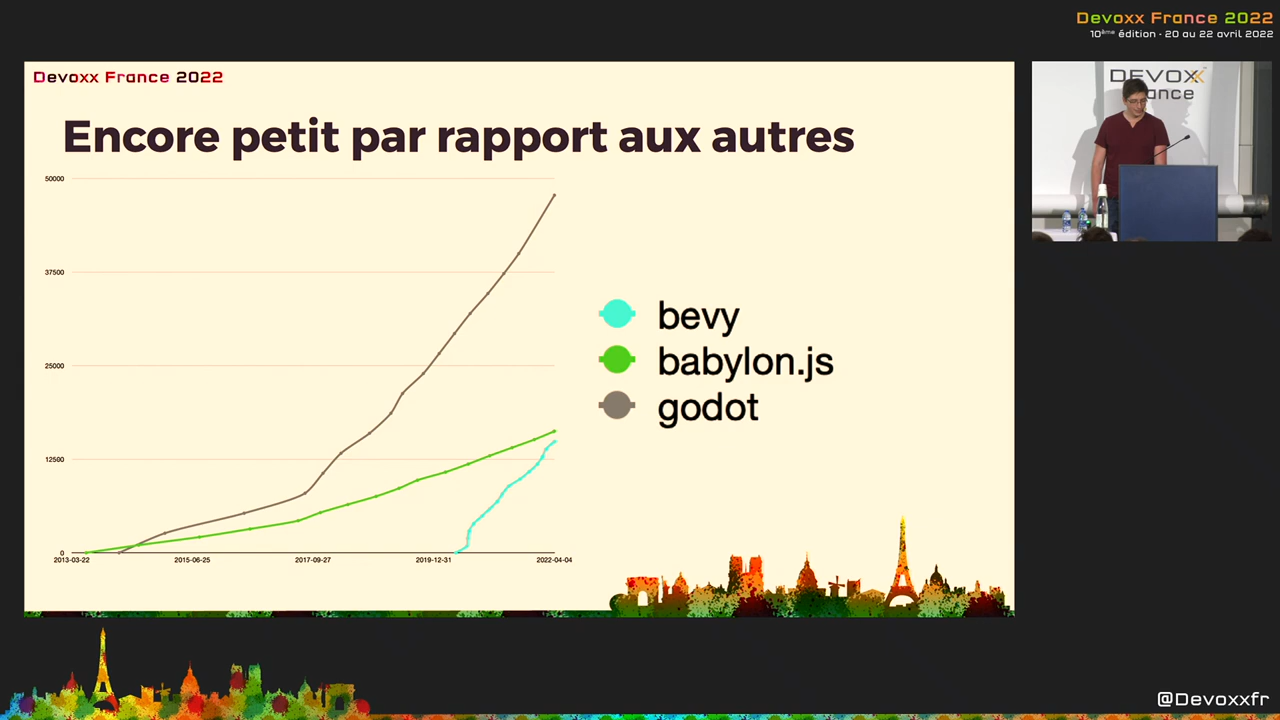 Devoxx France 2022
10ème édition · 20 au 22 avril 2022
Devoxx France 2022
Encore petit par rapport aux autres
50000
37500
25000
12500
0
2013-03-22
2015-06-25
2017-09-27
2019-12-31
2022-04-04
bevy
babylon.js
godot
DEVOXX
ance
@Devoxxfr